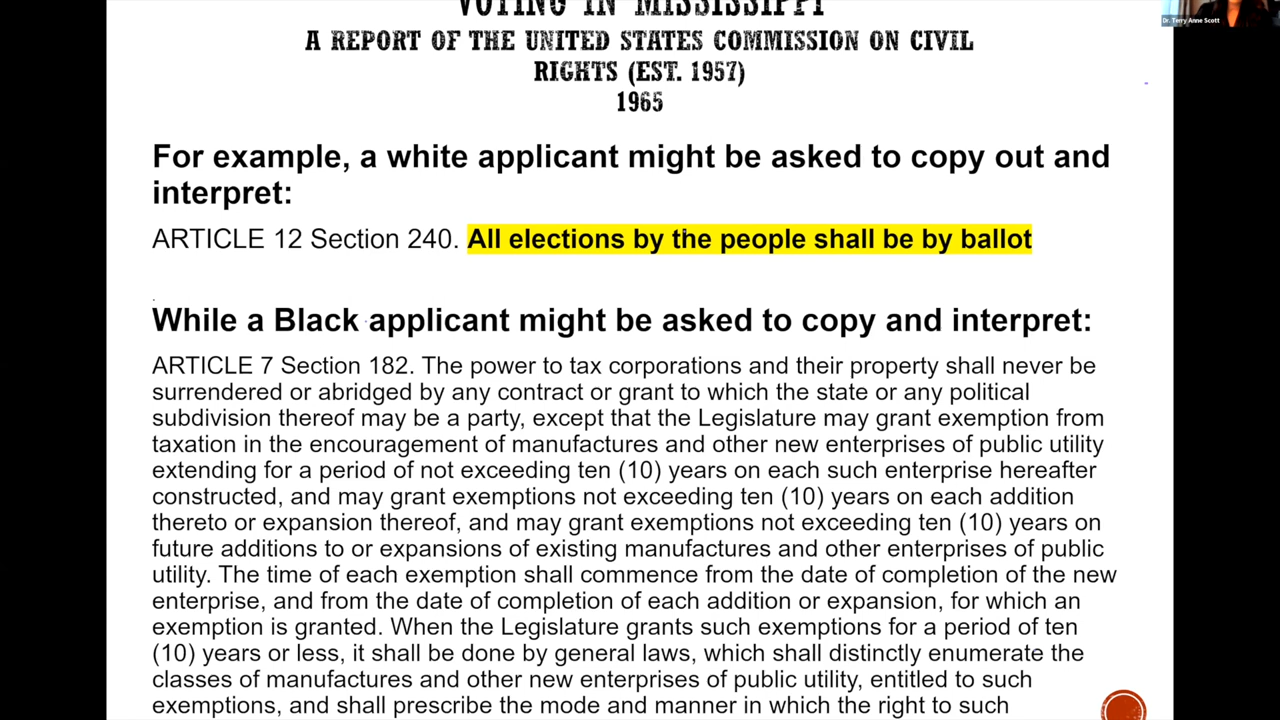 VOTING IN MISSISSIPPI
Dr. Terry Anne Scott
A REPORT OF THE UNITED STATES COMMISSION ON CIVIL
RIGHTS (EST. 1957)
1965
For example, a white applicant might be asked to copy out and
interpret:
ARTICLE 12 Section 240. All elections by the people shall be by ballot
While a Black applicant might be asked to copy and interpret:
ARTICLE 7 Section 182. The power to tax corporations and their property shall never be
surrendered or abridged by any contract or grant to which the state or any political
subdivision thereof may be a party, except that the Legislature may grant exemption from
taxation in the encouragement of manufactures and other new enterprises of public utility
extending for a period of not exceeding ten (10) years on each such enterprise hereafter
constructed, and may grant exemptions not exceeding ten (10) years on each addition
thereto or expansion thereof, and may grant exemptions not exceeding ten (10) years on
future additions to or expansions of existing manufactures and other enterprises of public
utility. The time of each exemption shall commence from the date of completion of the new
enterprise, and from the date of completion of each addition or expansion, for which an
exemption is granted. When the Legislature grants such exemptions for a period of ten
(10) years or less, it shall be done by general laws, which shall distinctly enumerate the
classes of manufactures and other new enterprises of public utility, entitled to such
exemptions, and shall prescribe the mode and manner in which the right to such